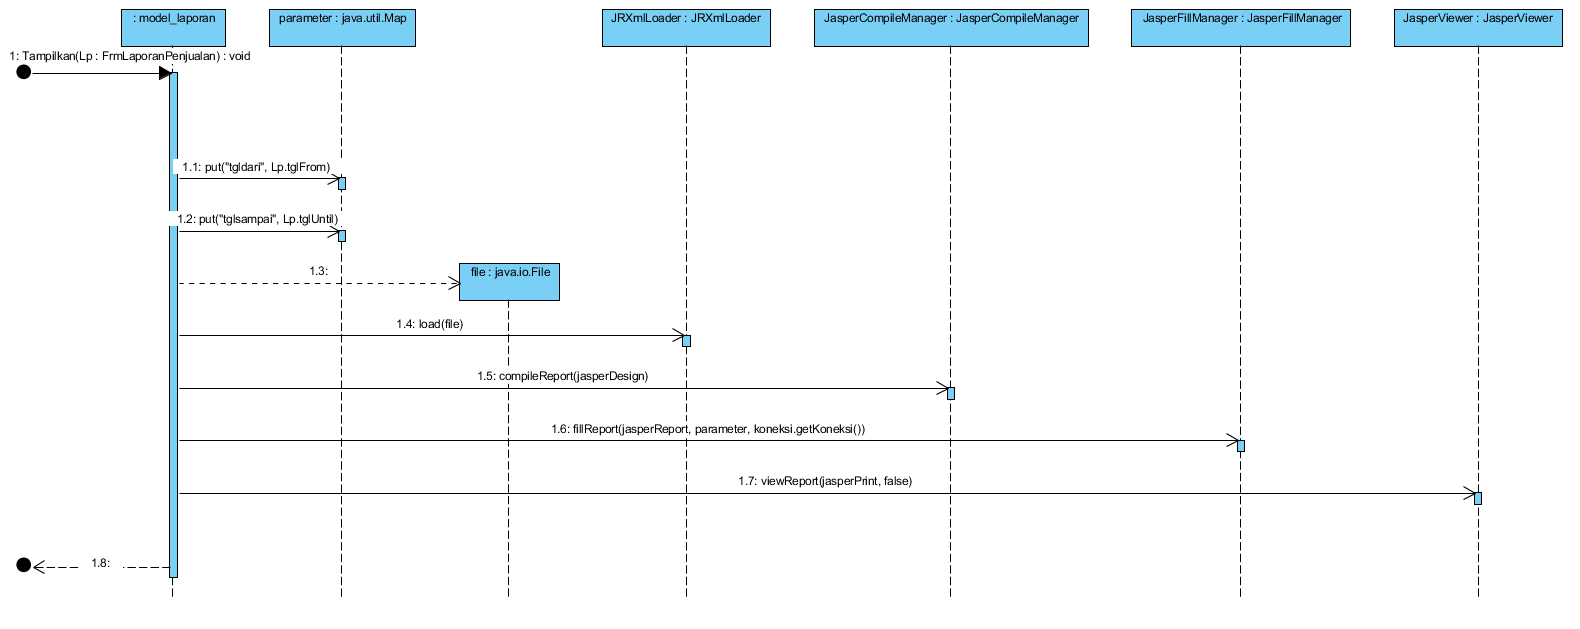 : model_laporan
parameter : java.util.Map
JRXmlLoader : JRXmlLoader
JasperCompileManager : JasperCompileManager
JasperFillManager : JasperFillManager
JasperViewer : JasperViewer
1: Tampilkan(Lp : FrmLaporanPenjualan) : void
1.1: put("tgldari", Lp.tglFrom)
1.2: put("tglsampai", Lp.tglUntil)
1.3:
file : java.io.File
1.4: load(file)
1.5: compileReport(jasperDesign)
1.6: fillReport(jasperReport, parameter, koneksi.getKoneksi())
1.7: viewReport(jasperPrint, false)
1.8: